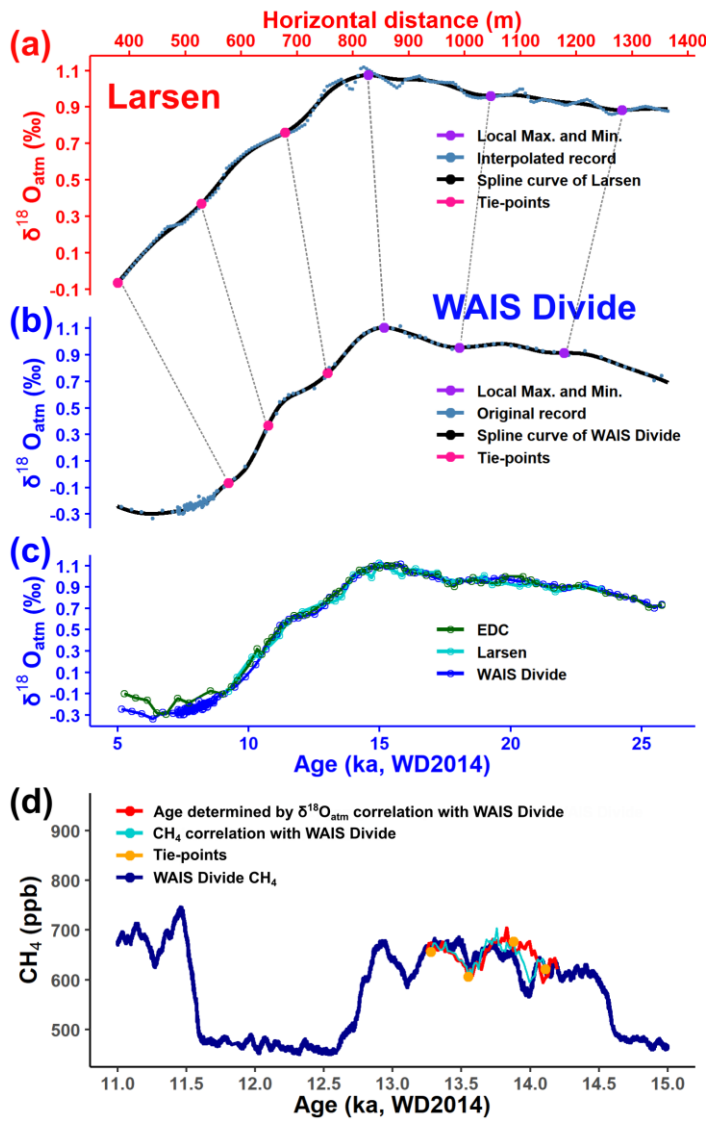 Horizontal distance (m)
(a)
400 500 600 700 800 900 1000 1100 1200 1300 1400
Larsen
δ¹⁸ Oatm (‰)
1.1
0.9
0.7
0.5
0.3
0.1
-0.1
Local Max. and Min.
Interpolated record
Spline curve of Larsen
Tie-points
(b)
WAIS Divide
δ¹⁸ Oatm (‰)
1.1
0.9
0.7
0.5
0.3
0.1
-0.1
-0.3
Local Max. and Min.
Original record
Spline curve of WAIS Divide
Tie-points
(c)
δ¹⁸ Oatm (‰)
1.1
0.9
0.7
0.5
0.3
0.1
-0.1
-0.3
EDC
Larsen
WAIS Divide
5 10 15 20 25
Age (ka, WD2014)
(d)
Age determined by δ¹⁸Oatm correlation with WAIS Divide
CH₄ correlation with WAIS Divide
Tie-points
WAIS Divide CH₄
CH₄ (ppb)
900
800
700
600
500
11.0 11.5 12.0 12.5 13.0 13.5 14.0 14.5 15.0
Age (ka, WD2014)